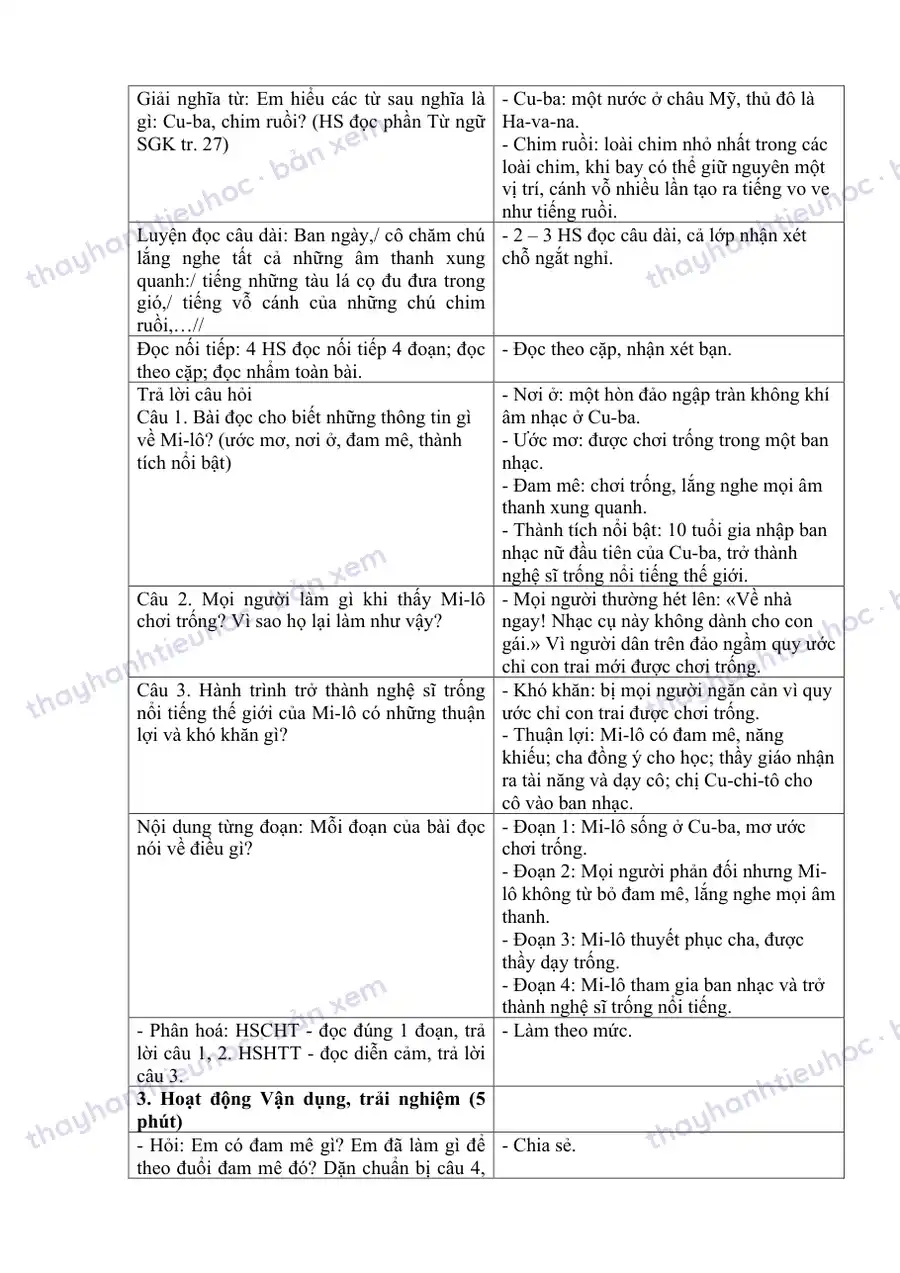 Giải nghĩa từ: Em hiểu các từ sau nghĩa là
gì: Cu-ba, chim ruồi? (HS đọc phần Từ ngữ
SGK tr. 27)
- Cu-ba: một nước ở châu Mỹ, thủ đô là
Ha-va-na.
- Chim ruồi: loài chim nhỏ nhất trong các
loài chim, khi bay có thể giữ nguyên một
vị trí, cánh vỗ nhiều lần tạo ra tiếng vo ve
như tiếng ruồi.
Luyện đọc câu dài: Ban ngày,/ cô chăm chú
lắng nghe tất cả những âm thanh xung
quanh:/ tiếng những tàu lá cọ đu đưa trong
gió,/ tiếng vỗ cánh của những chú chim
ruồi,…//
- 2 – 3 HS đọc câu dài, cả lớp nhận xét
chỗ ngắt nghỉ.
Đọc nối tiếp: 4 HS đọc nối tiếp 4 đoạn; đọc
theo cặp; đọc nhẩm toàn bài.
- Đọc theo cặp, nhận xét bạn.
Trả lời câu hỏi
Câu 1. Bài đọc cho biết những thông tin gì
về Mi-lô? (ước mơ, nơi ở, đam mê, thành
tích nổi bật)
- Nơi ở: một hòn đảo ngập tràn không khí
âm nhạc ở Cu-ba.
- Ước mơ: được chơi trống trong một ban
nhạc.
- Đam mê: chơi trống, lắng nghe mọi âm
thanh xung quanh.
- Thành tích nổi bật: 10 tuổi gia nhập ban
nhạc nữ đầu tiên của Cu-ba, trở thành
nghệ sĩ trống nổi tiếng thế giới.
Câu 2. Mọi người làm gì khi thấy Mi-lô
chơi trống? Vì sao họ lại làm như vậy?
- Mọi người thường hét lên: «Về nhà
ngay! Nhạc cụ này không dành cho con
gái.» Vì người dân trên đảo ngầm quy ước
chỉ con trai mới được chơi trống.
Câu 3. Hành trình trở thành nghệ sĩ trống
nổi tiếng thế giới của Mi-lô có những thuận
lợi và khó khăn gì?
- Khó khăn: bị mọi người ngăn cản vì quy
ước chỉ con trai được chơi trống.
- Thuận lợi: Mi-lô có đam mê, năng
khiếu; cha đồng ý cho học; thầy giáo nhận
ra tài năng và dạy cô; chị Cu-chi-tô cho
cô vào ban nhạc.
Nội dung từng đoạn: Mỗi đoạn của bài đọc
nói về điều gì?
- Đoạn 1: Mi-lô sống ở Cu-ba, mơ ước
chơi trống.
- Đoạn 2: Mọi người phản đối nhưng Mi-
lô không từ bỏ đam mê, lắng nghe mọi âm
thanh.
- Đoạn 3: Mi-lô thuyết phục cha, được
thầy dạy trống.
- Đoạn 4: Mi-lô tham gia ban nhạc và trở
thành nghệ sĩ trống nổi tiếng.
- Phân hoá: HSCHT - đọc đúng 1 đoạn, trả
lời câu 1, 2. HSHTT - đọc diễn cảm, trả lời
câu 3.
- Làm theo mức.
3. Hoạt động Vận dụng, trải nghiệm (5
phút)
- Hỏi: Em có đam mê gì? Em đã làm gì để
theo đuổi đam mê đó? Dặn chuẩn bị câu 4,
- Chia sẻ.
thayhanhtieuhoc · bản xem
thayhanhtieuhoc · b
thayhanhtieuhoc · bản xem
thayhanhtieuhoc · b
thayhanhtieuhoc · bản xem
thayhanhtieuhoc · b